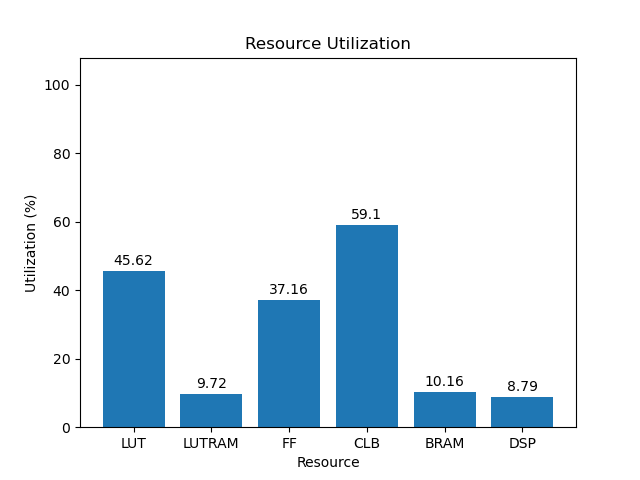 Resource Utilization
100
80
60
40
20
0
Utilization (%)
45.62
9.72
37.16
59.1
10.16
8.79
LUT
LUTRAM
FF
CLB
BRAM
DSP
Resource